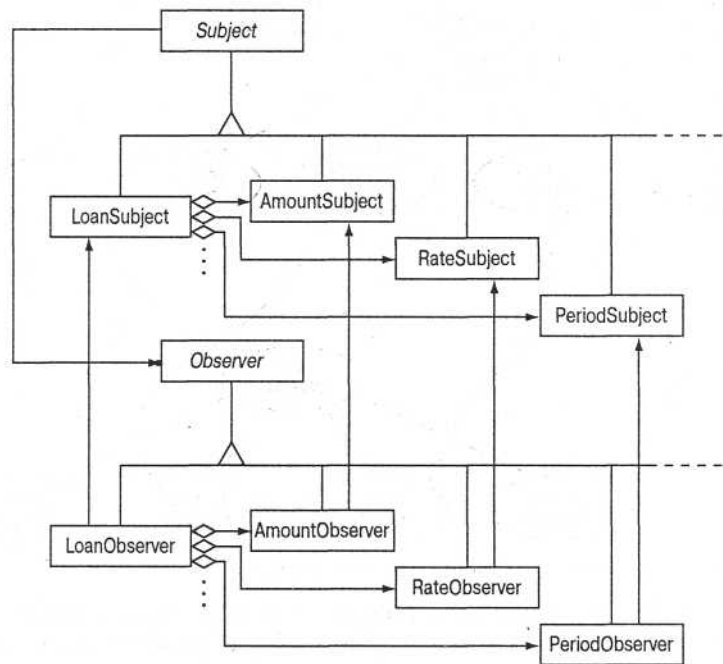 Subject
LoanSubject
AmountSubject
RateSubject
PeriodSubject
Observer
LoanObserver
AmountObserver
RateObserver
PeriodObserver